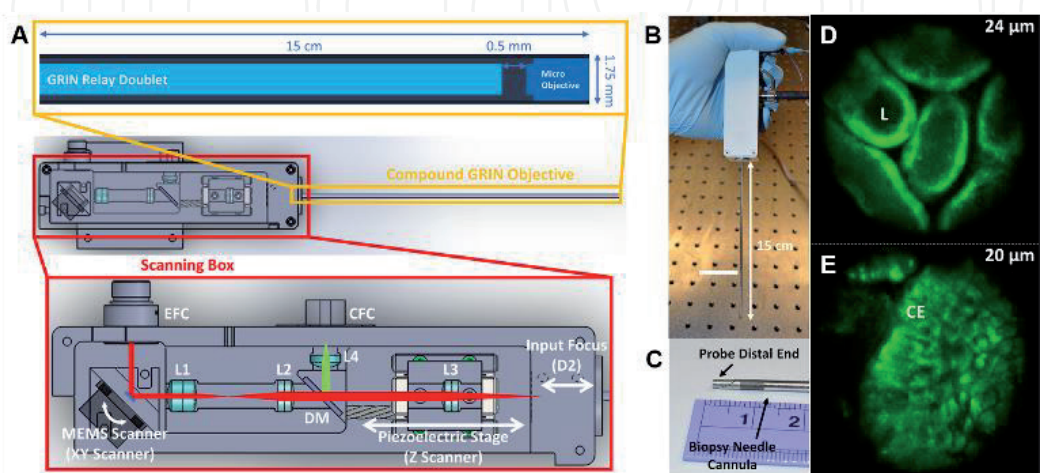 A
15 cm
0.5 mm
GRIN Relay Doublet
Micro
Objective
1.75 mm
Compound GRIN Objective
Scanning Box
EFC
CFC
L1
L2
L4
L3
DM
Input Focus
(D2)
MEMS Scanner
(XY Scanner)
Piezoelectric Stage
(Z Scanner)
B
15 cm
C
Probe Distal End
1
2
Biopsy Needle
Cannula
D
24 µm
L
E
20 µm
CE